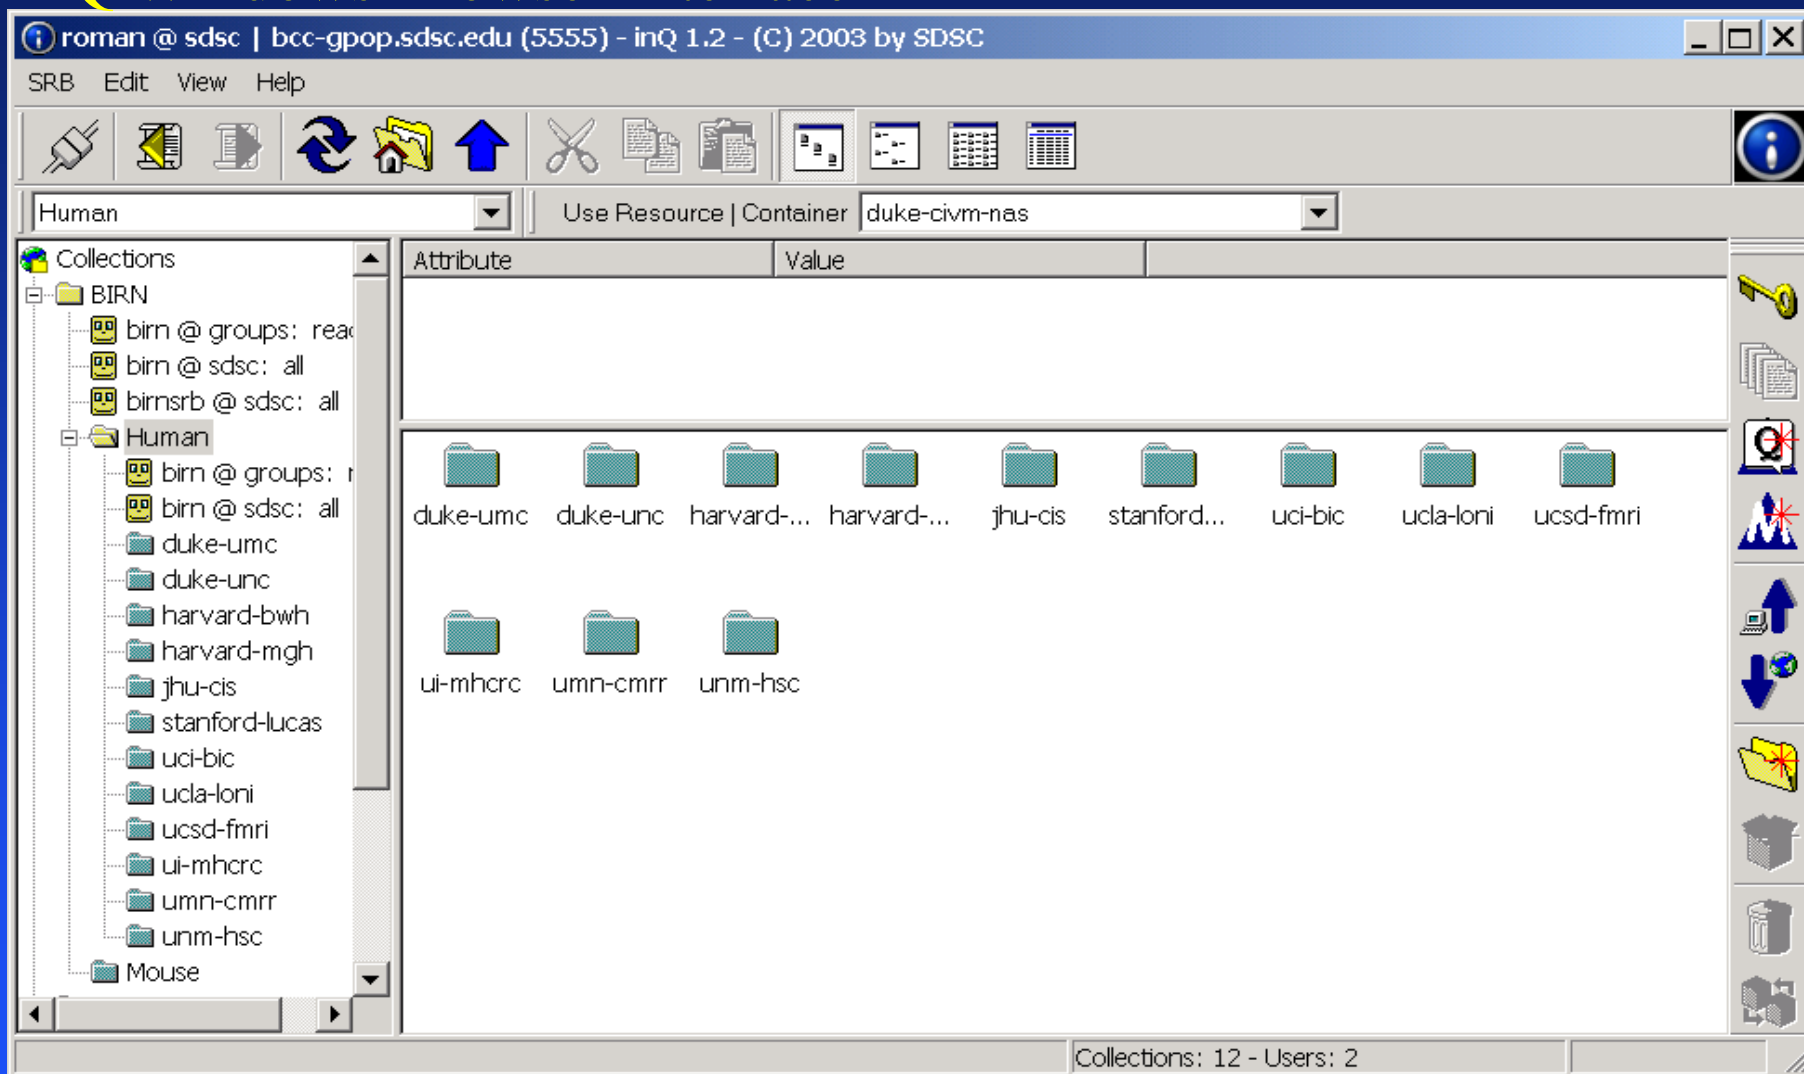 roman @ sdsc | bcc-gpop.sdsc.edu (5555) - inQ 1.2 - (C) 2003 by SDSC
SRB Edit View Help
Human Use Resource | Container duke-civm-nas
Collections
BIRN
birn @ groups: read
birn @ sdsc: all
birnsrb @ sdsc: all
Human
birn @ groups: r
birn @ sdsc: all
duke-umc
duke-unc
harvard-bwh
harvard-mgh
jhu-cis
stanford-lucas
uci-bic
ucla-loni
ucsd-fmri
ui-mhcrc
umn-cmrr
unm-hsc
Mouse
Attribute Value
duke-umc duke-unc harvard-... harvard-... jhu-cis stanford... uci-bic ucla-loni ucsd-fmri
ui-mhcrc umn-cmrr unm-hsc
Q
Collections: 12 - Users: 2